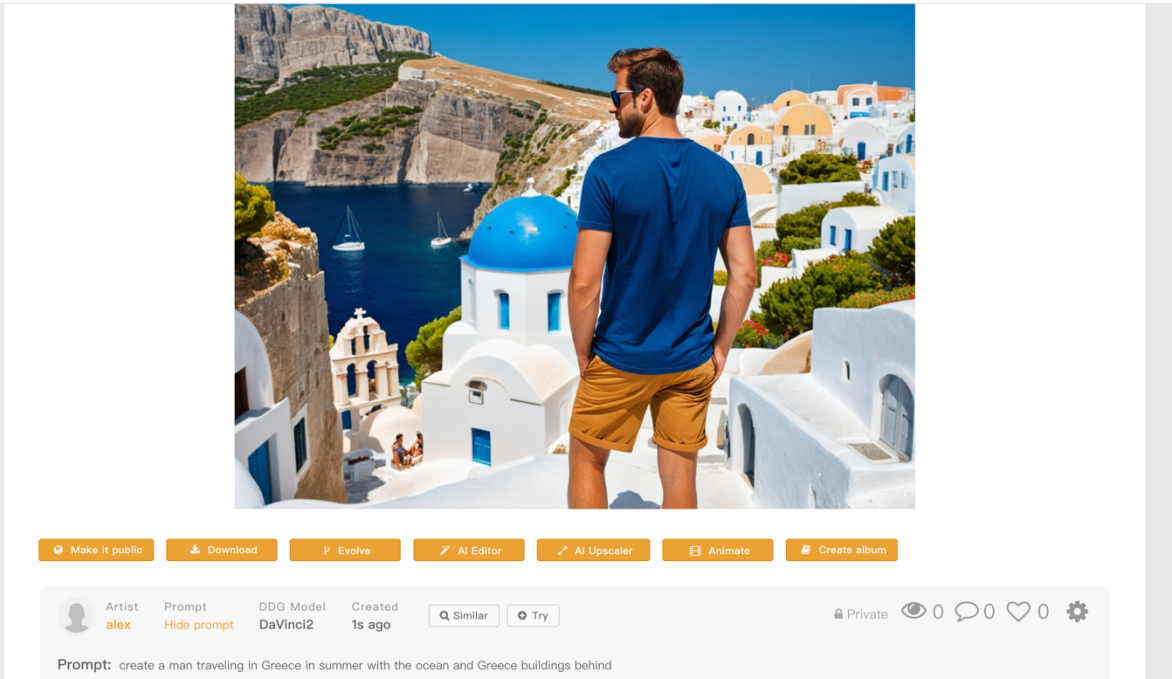 Make it public Download Evolve AI Editor AI Upscaler Animate Create album
Artist Prompt DDG Model Created
Similar Try
Private 0 0 0
alex Hide prompt DaVinci2 1s ago
Prompt: create a man traveling in Greece in summer with the ocean and Greece buildings behind